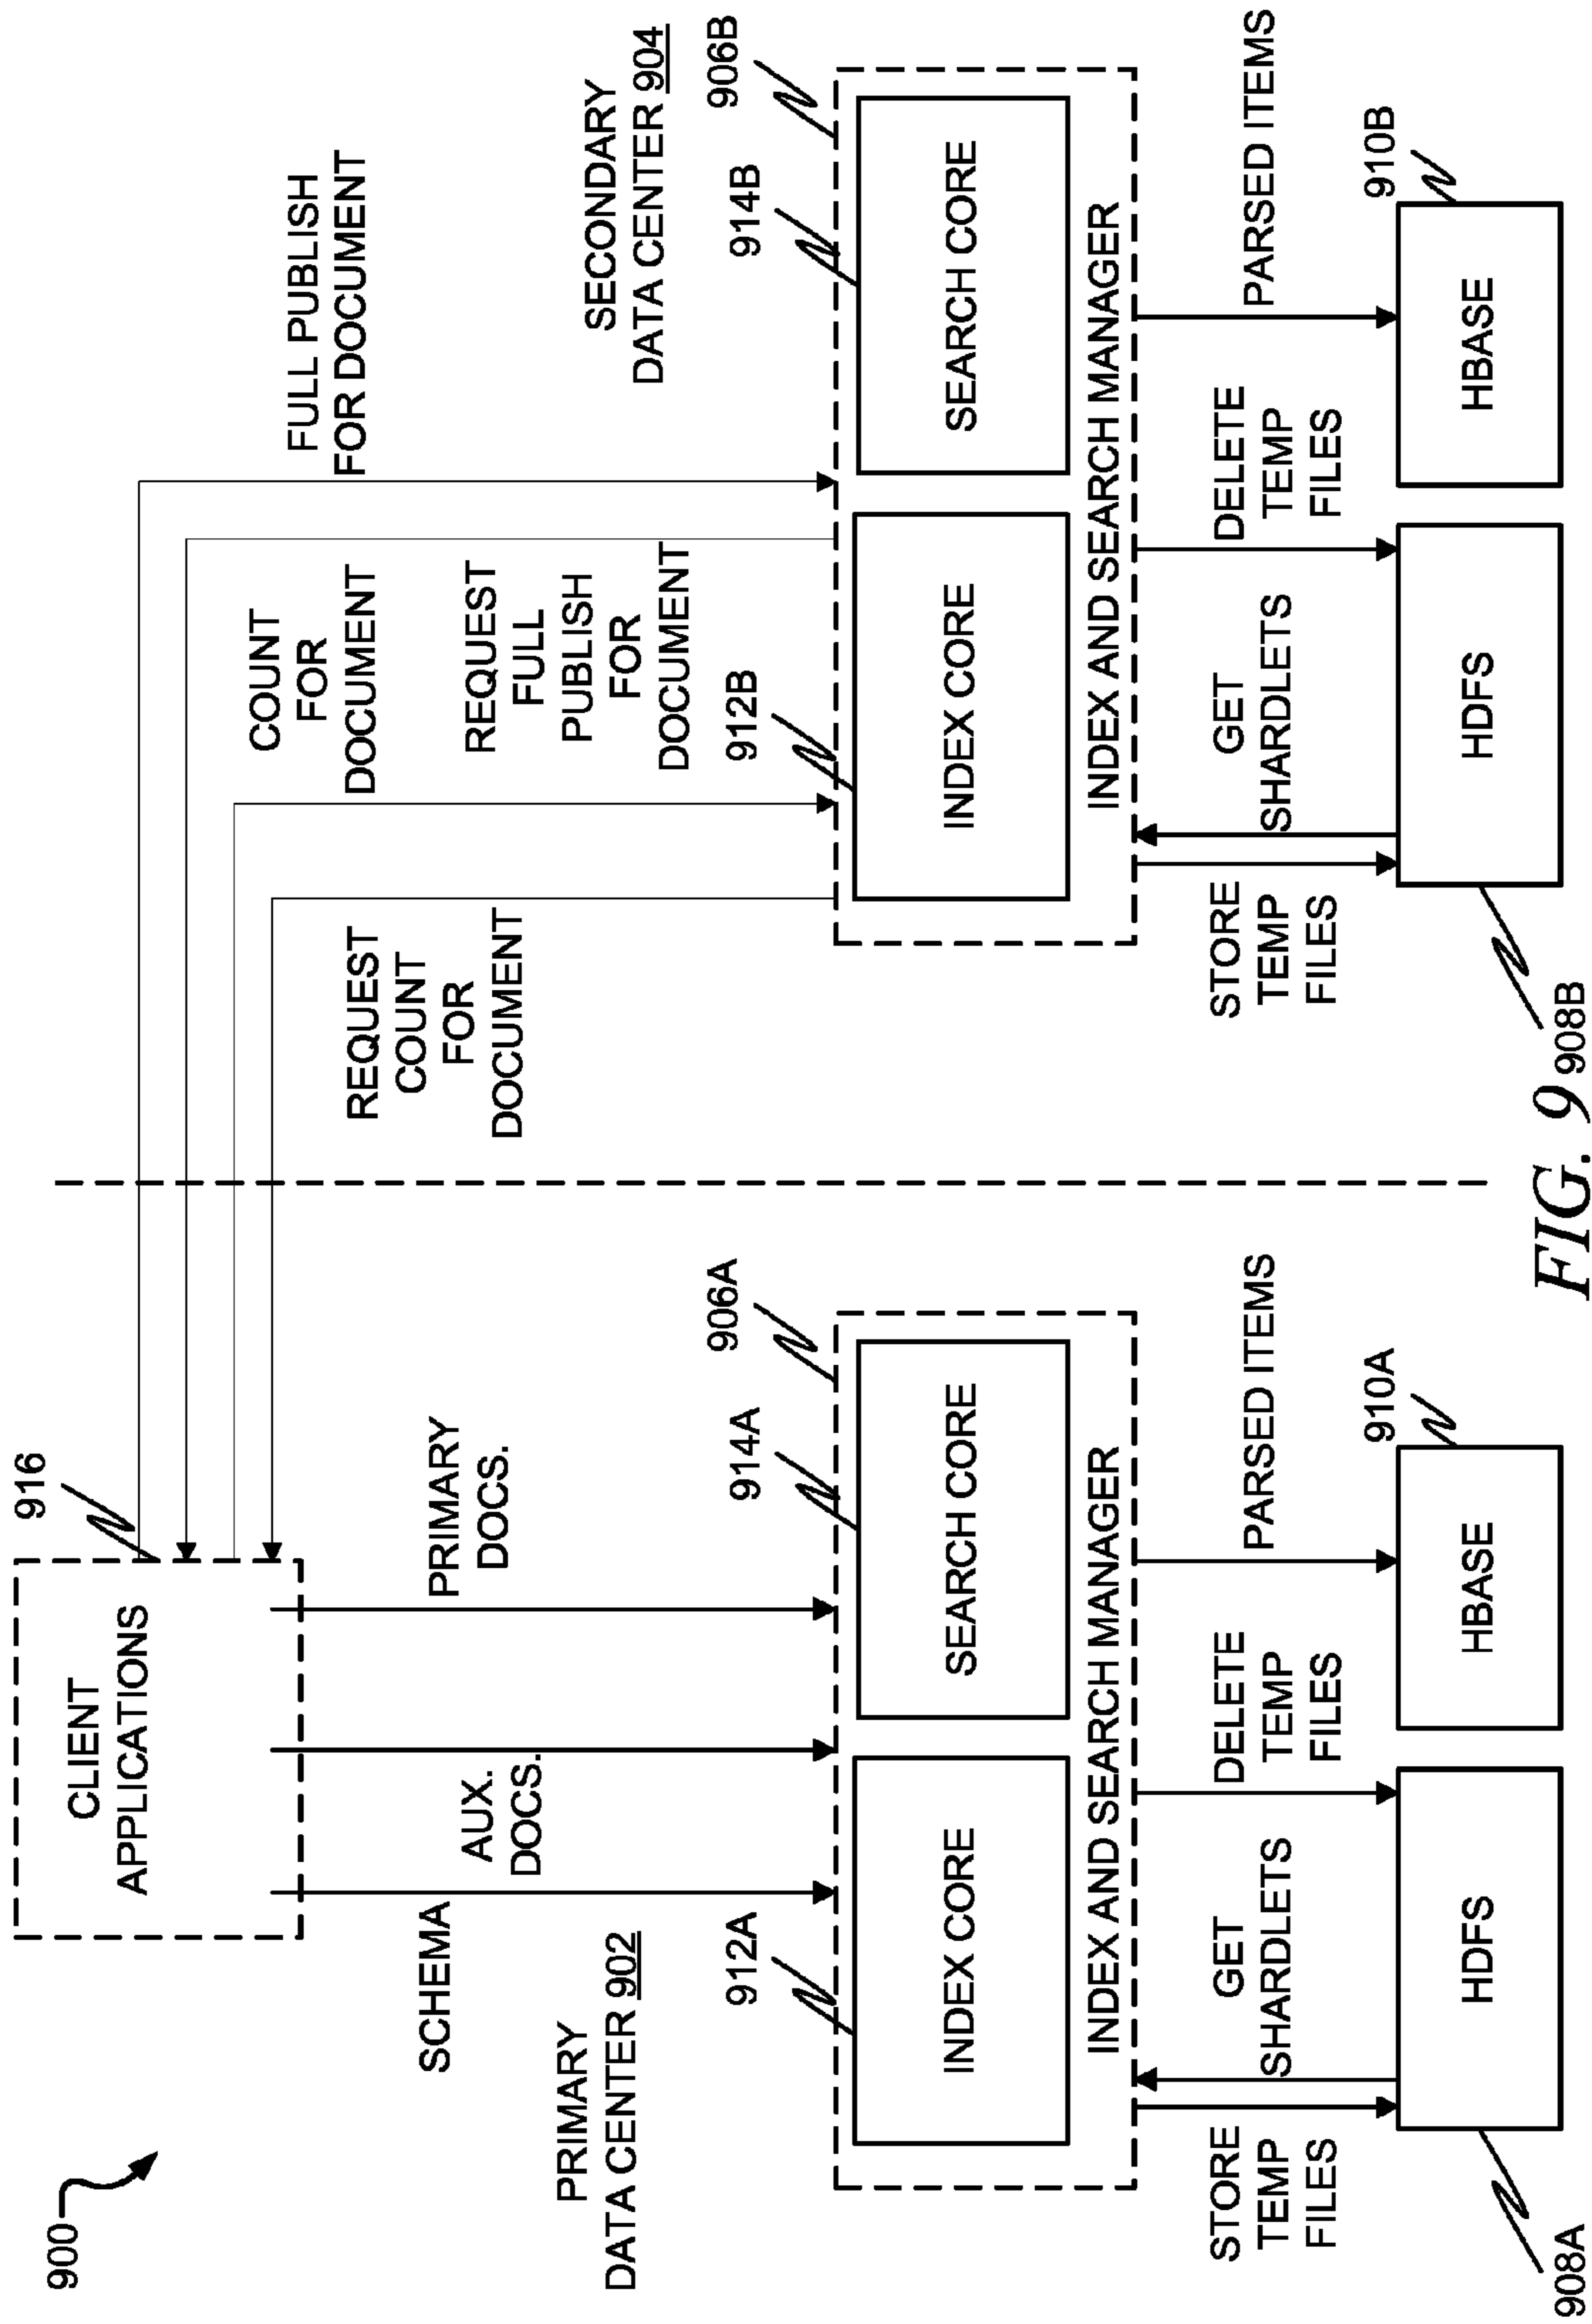 900
CLIENT
APPLICATIONS
916
SCHEMA
AUX.
DOCS.
PRIMARY
DOCS.
PRIMARY
DATA CENTER 902
912A
914A
906A
INDEX CORE
SEARCH CORE
INDEX AND SEARCH MANAGER
STORE
TEMP
FILES
GET
SHARDLETS
DELETE
TEMP
FILES
PARSED ITEMS
908A
HDFS
910A
HBASE
REQUEST
COUNT
FOR
DOCUMENT
COUNT
FOR
DOCUMENT
REQUEST
FULL
PUBLISH
FOR
DOCUMENT
FULL PUBLISH
FOR DOCUMENT
SECONDARY
DATA CENTER 904
912B
914B
906B
INDEX CORE
SEARCH CORE
INDEX AND SEARCH MANAGER
STORE
TEMP
FILES
GET
SHARDLETS
DELETE
TEMP
FILES
PARSED ITEMS
908B
HDFS
910B
HBASE
FIG. 9